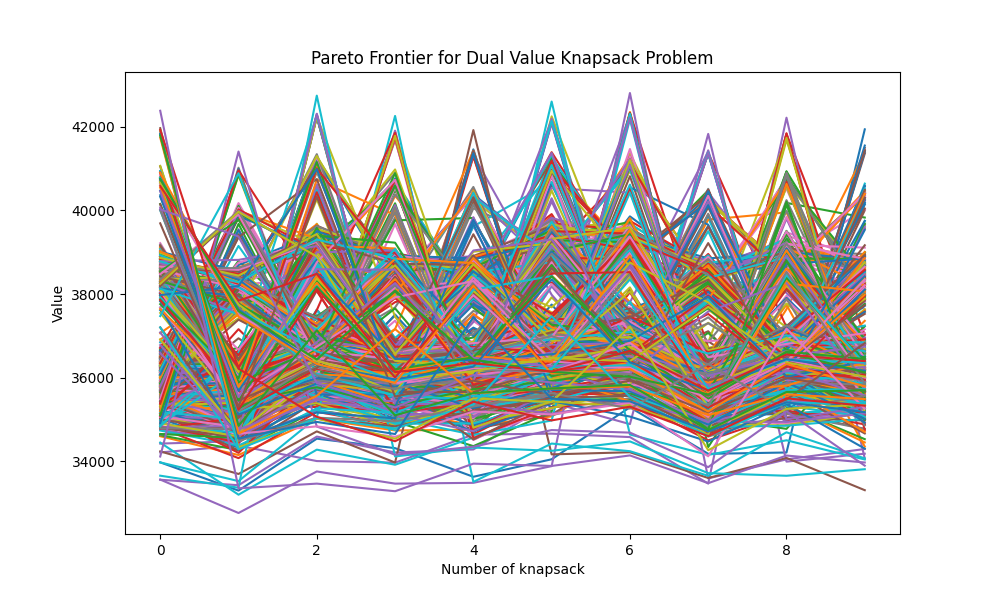 Pareto Frontier for Dual Value Knapsack Problem
42000
40000
38000
36000
34000
Value
0 2 4 6 8
Number of knapsack